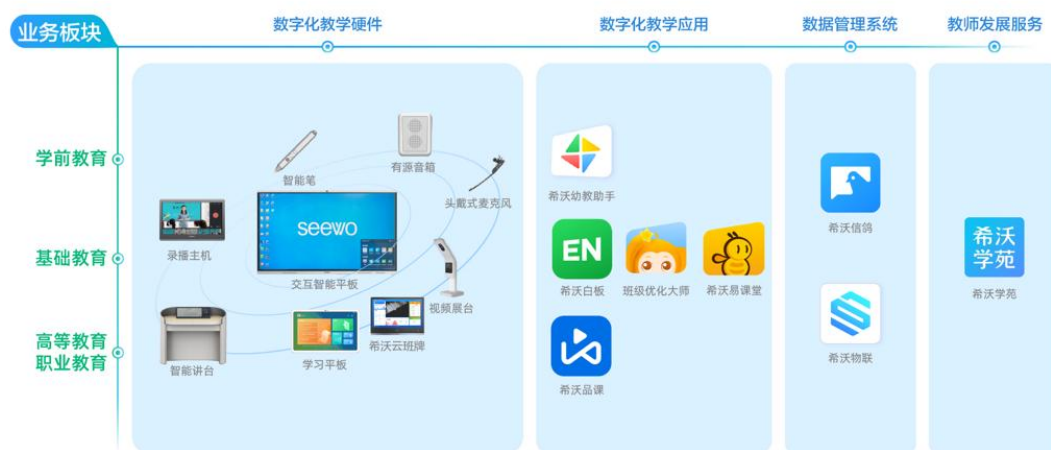 业务板块
数字化教学硬件
数字化教学应用
数据管理系统
教师发展服务
学前教育
基础教育
高等教育
职业教育
智能笔
有源音箱
头戴式麦克风
录播主机
seewo
交互智能平板
视频展台
智能讲台
学习平板
希沃云班牌
希沃幼教助手
EN
希沃白板
班级优化大师
希沃易课堂
希沃品课
希沃信鸽
希沃物联
希沃
学苑
希沃学苑